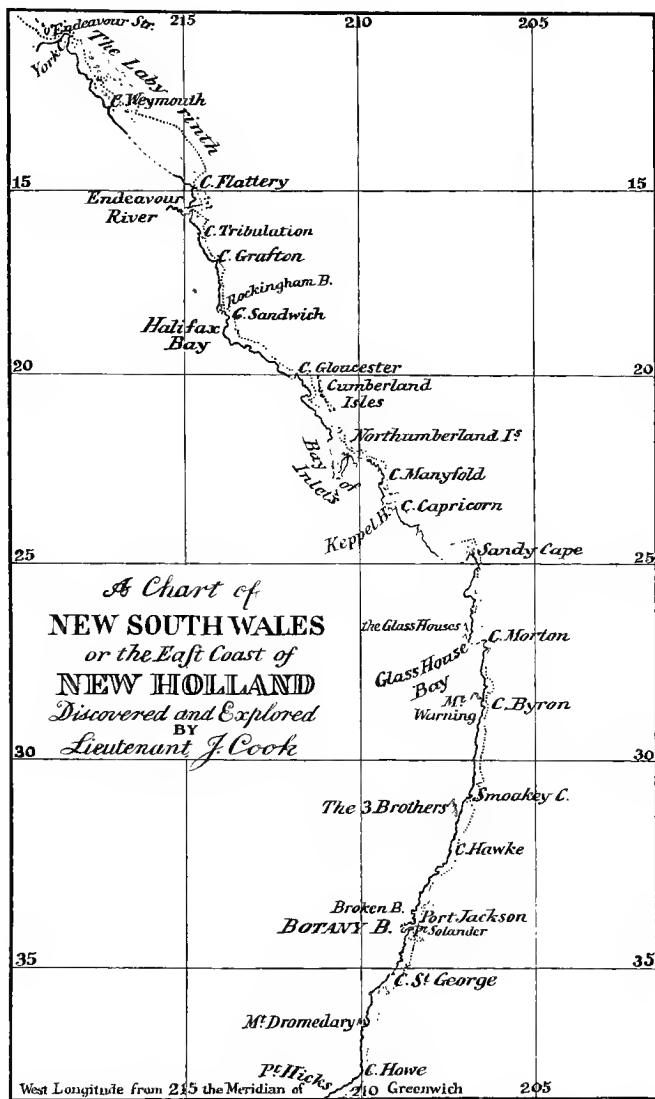 215
210
205
Endeavour Str.
York
The Labyrinth
C. Weymouth
15
C. Flattery
15
Endeavour
River
C. Tribulation
C. Grafton
Rockingham B.
C. Sandwich
Halifax
Bay
20
C. Gloucester
20
Cumberland
Isles
Northumberland Is
Bay
of
Inlets
C. Manyfold
C. Capricorn
Keppel B.
25
Sandy Cape
25
A Chart of
NEW SOUTH WALES
or the East Coast of
NEW HOLLAND
Discovered and Explored
BY
Lieutenant J. Cook
the Glass Houses
C. Morton
Glass House
Bay
Mt.
Warning
C. Byron
30
30
Smoakey C.
The 3 Brothers
C. Hawke
Broken B.
Port Jackson
BOTANY B.
Solander
35
35
C. St. George
Mt. Dromedary
Pt. Hicks
C. Howe
West Longitude from 215 the Meridian of 210 Greenwich 205